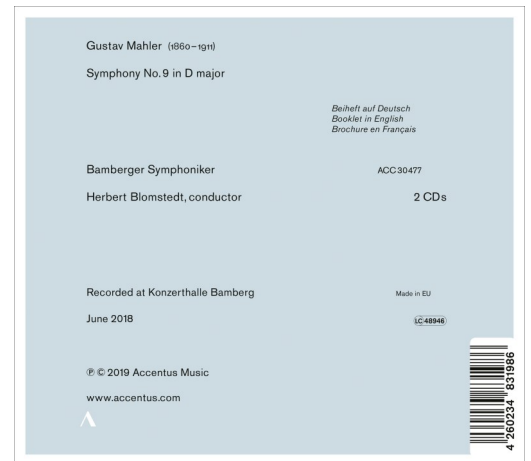 Gustav Mahler (1860–1911)
Symphony No. 9 in D major
Beiheft auf Deutsch
Booklet in English
Brochure en Français
Bamberger Symphoniker
ACC 30477
Herbert Blomstedt, conductor
2 CDs
Recorded at Konzerthalle Bamberg
Made in EU
June 2018
LC 48946
℗ © 2019 Accentus Music
www.accentus.com
4 260234 831986